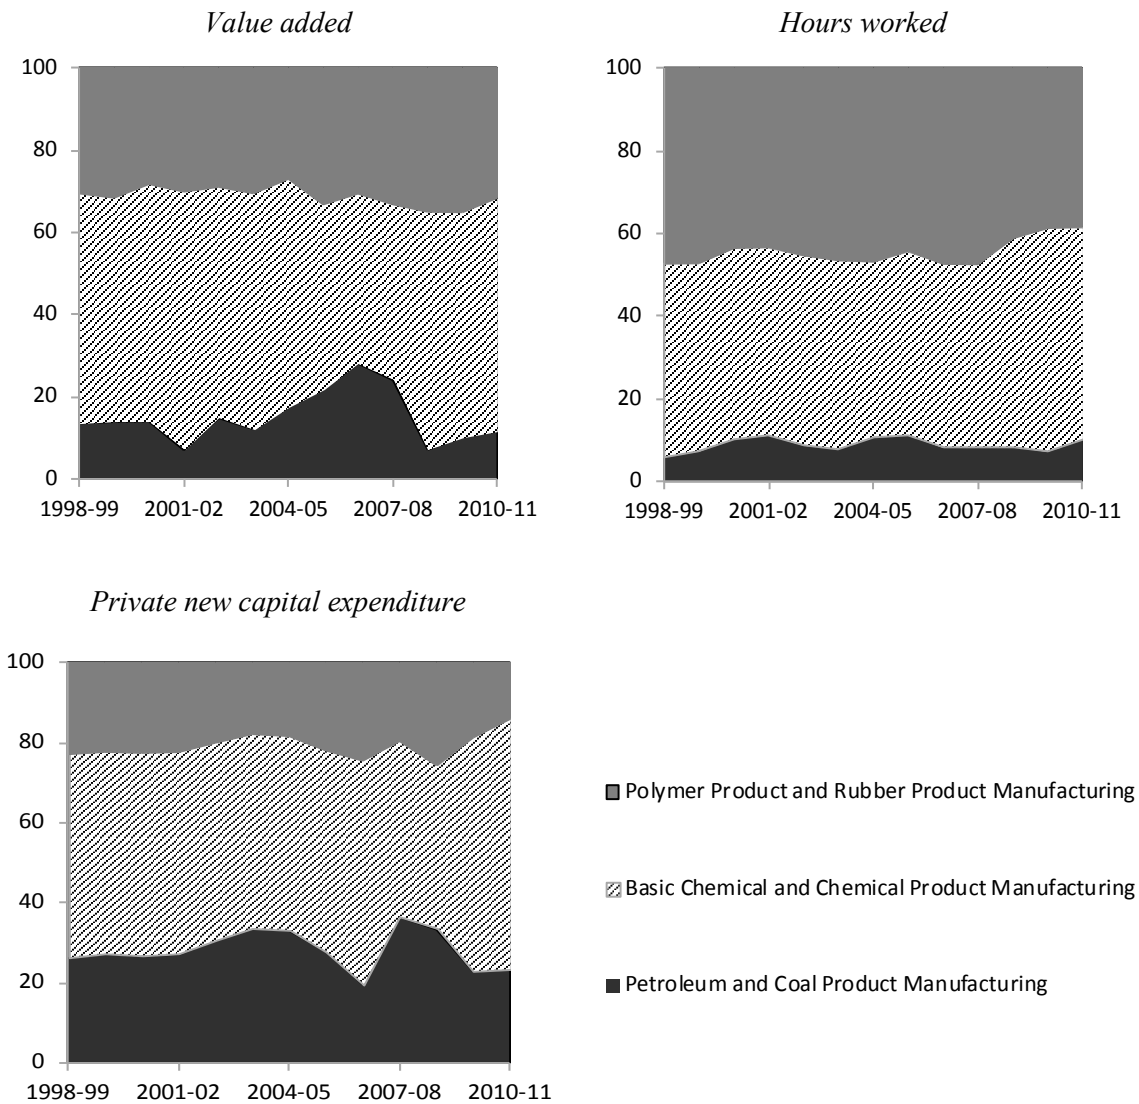 Value added
100
80
60
40
20
0
1998-99 2001-02 2004-05 2007-08 2010-11
Hours worked
100
80
60
40
20
0
1998-99 2001-02 2004-05 2007-08 2010-11
Private new capital expenditure
100
80
60
40
20
0
1998-99 2001-02 2004-05 2007-08 2010-11
Polymer Product and Rubber Product Manufacturing
Basic Chemical and Chemical Product Manufacturing
Petroleum and Coal Product Manufacturing